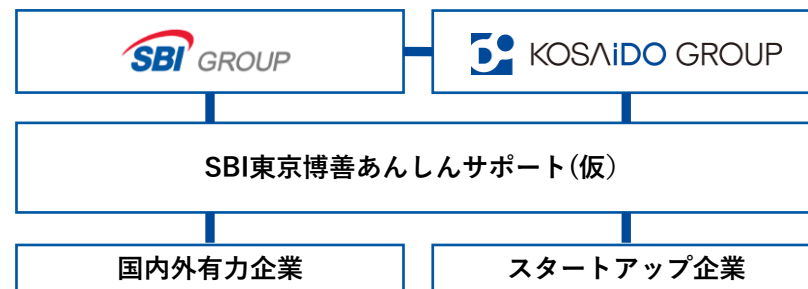 SBI GROUP
KOSAiDO GROUP
SBI東京博善あんしんサポート(仮)
国内外有力企業
スタートアップ企業